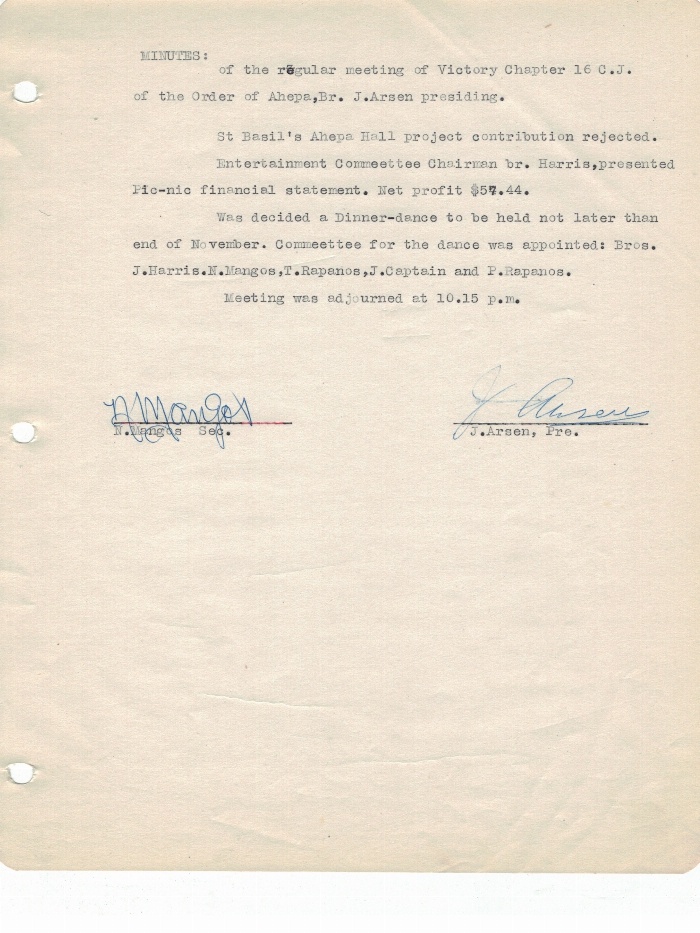 MINUTES:
of the regular meeting of Victory Chapter 16 C.J.
of the Order of Ahepa,Br. J.Arsen presiding.
St Basil's Ahepa Hall project contribution rejected.
Entertainment Commeettee Chairman br. Harris,presented
Pic-nic financial statement. Net profit $57.44.
Was decided a Dinner-dance to be held not later than
end of November. Commeettee for the dance was appointed: Bros.
J.Harris.N.Mangos,T.Rapanos,J.Captain and P.Rapanos.
Meeting was adjourned at 10.15 p.m.
N Mangos
J Arsen
N.Mangos Sec.
J.Arsen, Pre.